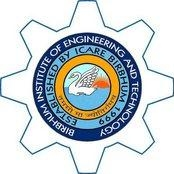 BIRBHUM INSTITUTE OF ENGINEERING AND TECHNOLOGY
ESTABLISHED BY ICARE BIRBHUM 1999